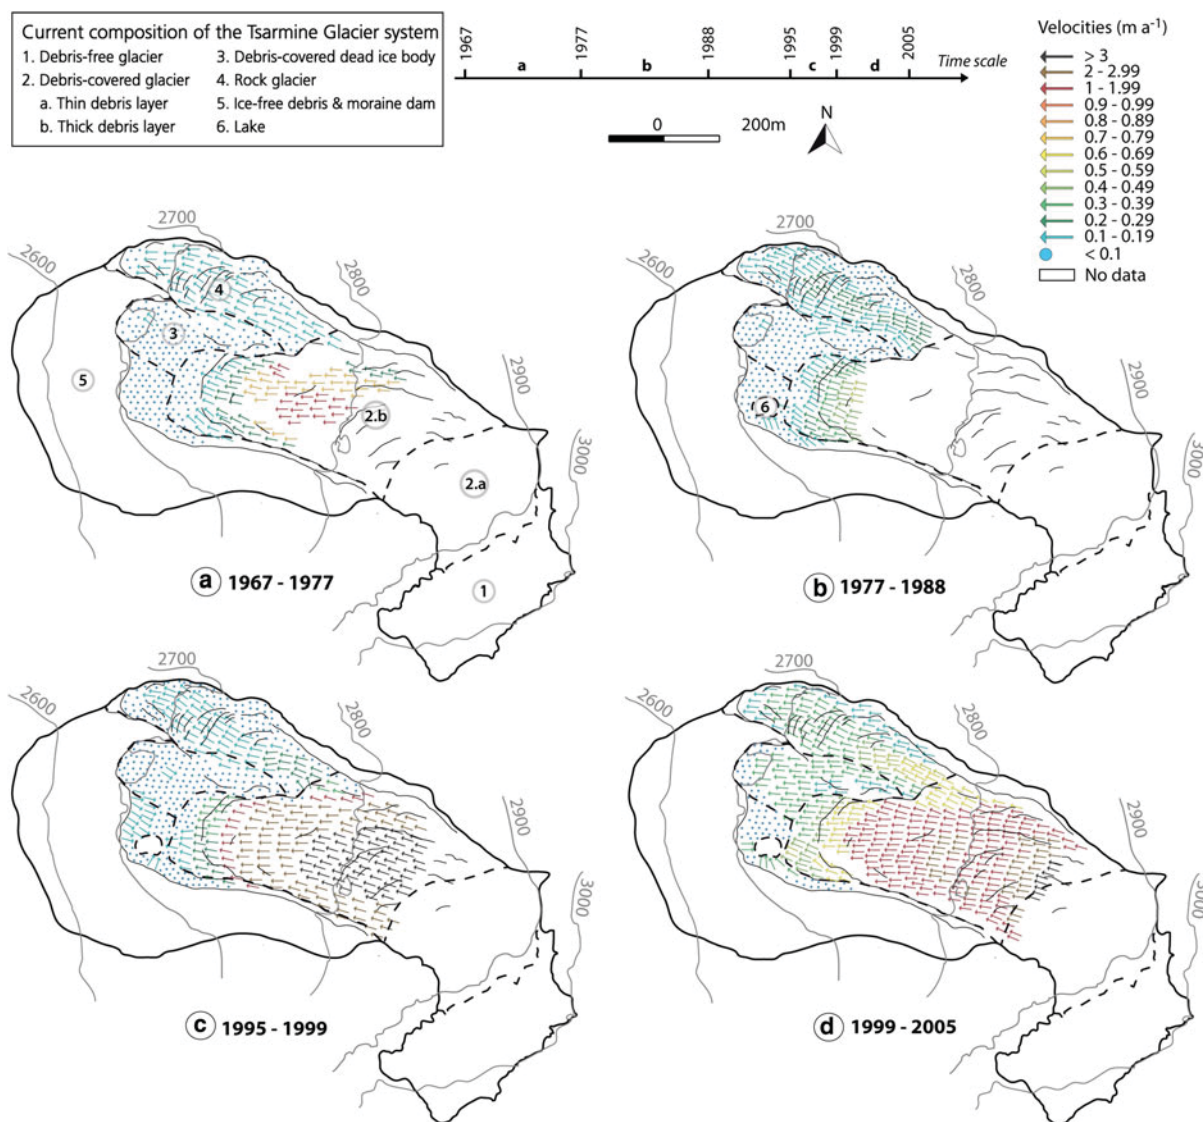 Current composition of the Tsarmine Glacier system
1. Debris-free glacier
2. Debris-covered glacier
a. Thin debris layer
b. Thick debris layer
3. Debris-covered dead ice body
4. Rock glacier
5. Ice-free debris & moraine dam
6. Lake
1967
1977
1988
1995
1999
2005
a
b
c
d
Time scale
0
200m
N
Velocities (m a⁻¹)
> 3
2 - 2.99
1 - 1.99
0.9 - 0.99
0.8 - 0.89
0.7 - 0.79
0.6 - 0.69
0.5 - 0.59
0.4 - 0.49
0.3 - 0.39
0.2 - 0.29
0.1 - 0.19
< 0.1
No data
2600
2700
2800
2900
3000
4
3
5
2.b
2.a
1
a 1967 - 1977
2600
2700
2800
2900
3000
6
b 1977 - 1988
2600
2700
2800
2900
3000
c 1995 - 1999
2600
2700
2800
2900
3000
d 1999 - 2005